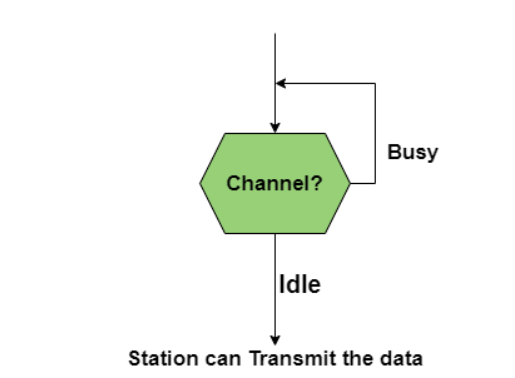 Busy
Channel?
Idle
Station can Transmit the data